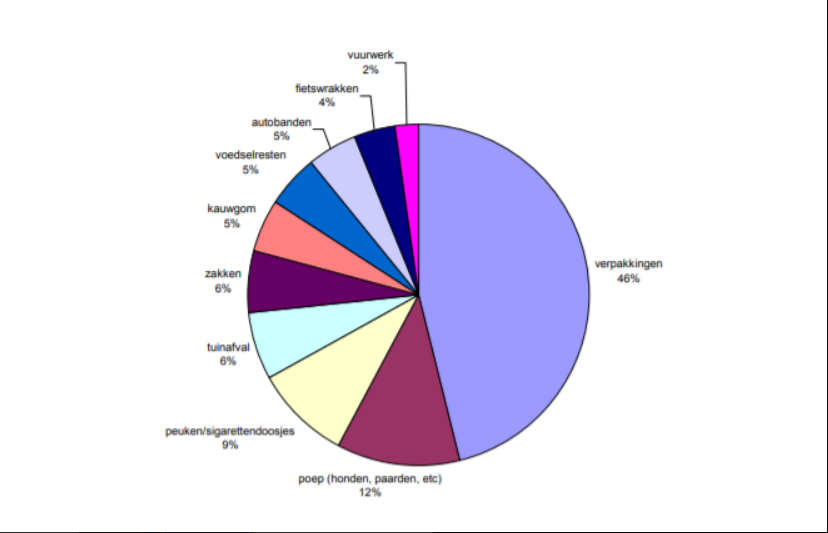 vuurwerk
2%
fietswrakken
4%
autobanden
5%
voedselresten
5%
kauwgom
5%
zakken
6%
tuinafval
6%
peuken/sigarettendoosjes
9%
poep (honden, paarden, etc)
12%
verpakkingen
46%